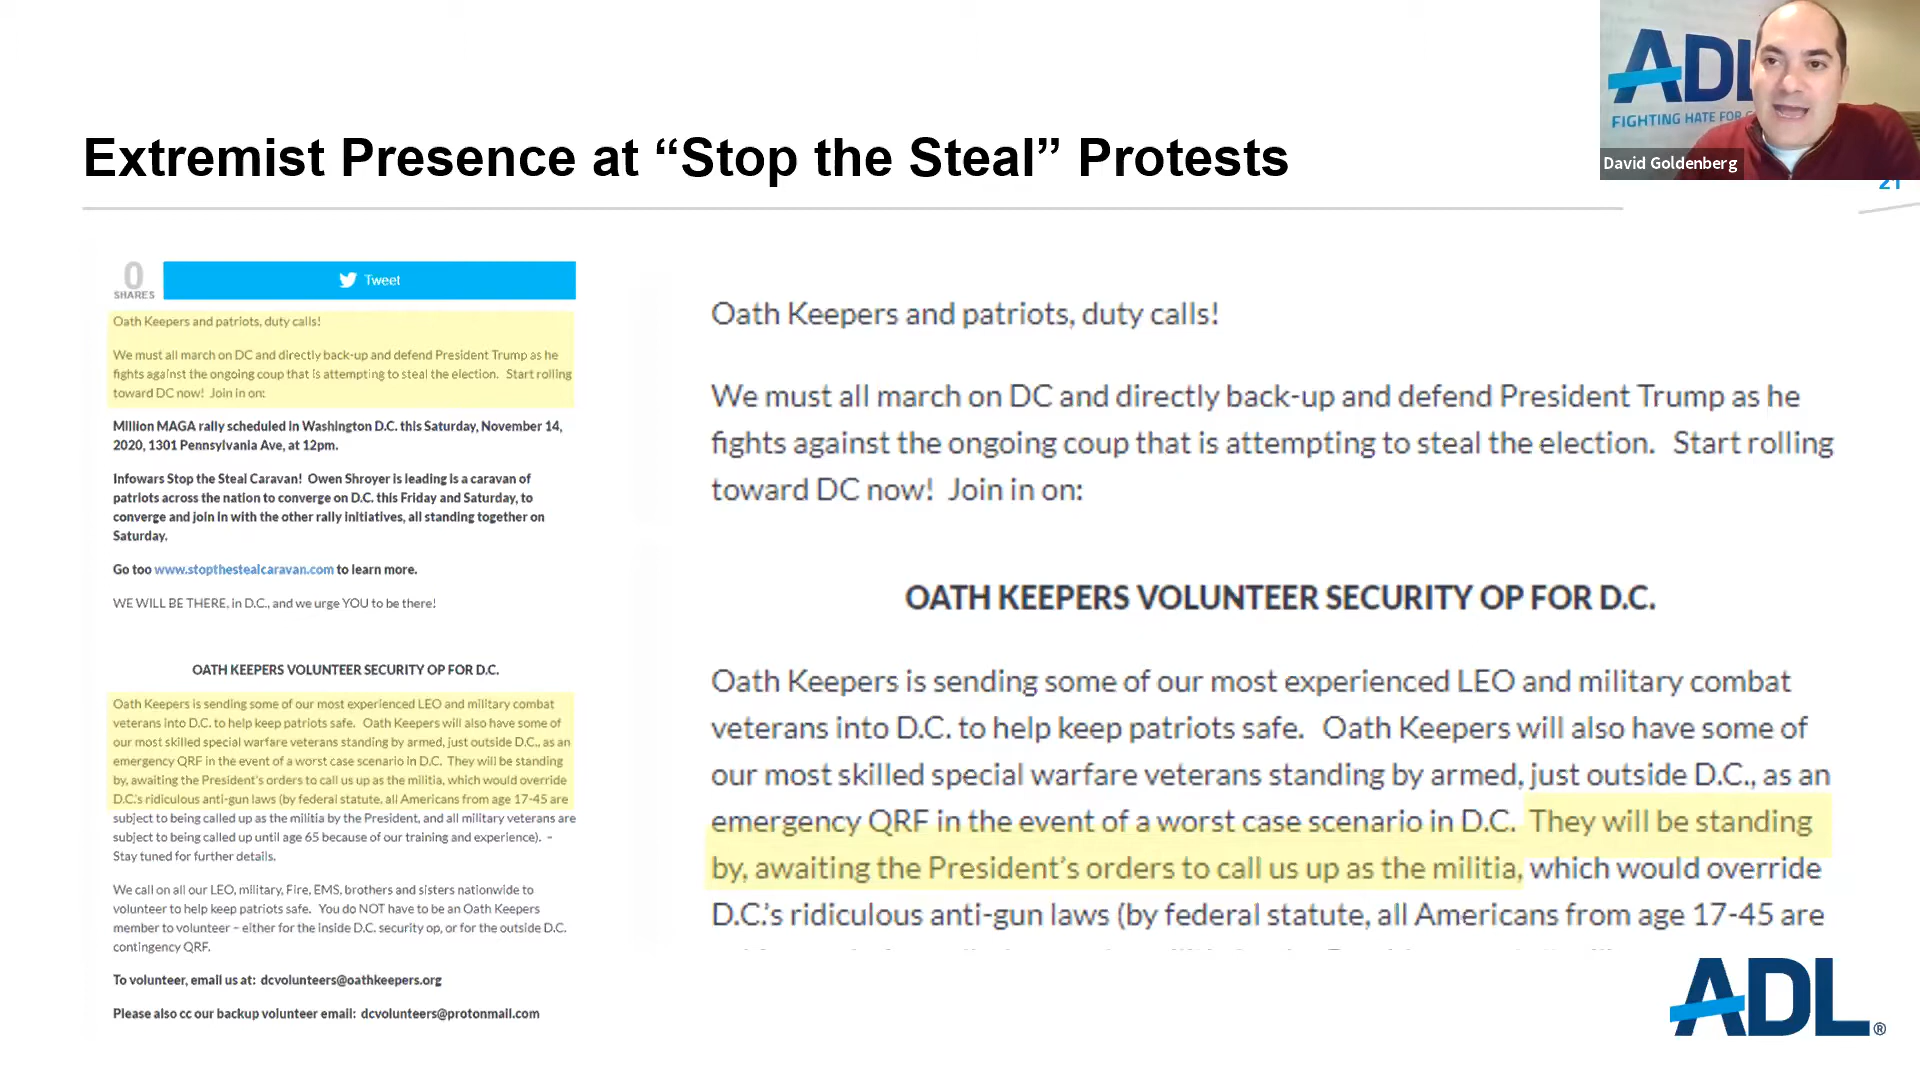 Extremist Presence at “Stop the Steal” Protests
ADL
FIGHTING HATE FOR
David Goldenberg
21
0
SHARES
Tweet
Oath Keepers and patriots, duty calls!
We must all march on DC and directly back-up and defend President Trump as he
fights against the ongoing coup that is attempting to steal the election. Start rolling
toward DC now! Join in on:
Million MAGA rally scheduled in Washington D.C. this Saturday, November 14,
2020, 1301 Pennsylvania Ave, at 12pm.
Infowars Stop the Steal Caravan! Owen Shroyer is leading is a caravan of
patriots across the nation to converge on D.C. this Friday and Saturday, to
converge and join in with the other rally initiatives, all standing together on
Saturday.
Go too www.stopthestealcaravan.com to learn more.
WE WILL BE THERE, in D.C., and we urge YOU to be there!
OATH KEEPERS VOLUNTEER SECURITY OP FOR D.C.
Oath Keepers is sending some of our most experienced LEO and military combat
veterans into D.C. to help keep patriots safe. Oath Keepers will also have some of
our most skilled special warfare veterans standing by armed, just outside D.C., as an
emergency QRF in the event of a worst case scenario in D.C. They will be standing
by, awaiting the President’s orders to call us up as the militia, which would override
D.C.’s ridiculous anti-gun laws (by federal statute, all Americans from age 17-45 are
subject to being called up as the militia by the President, and all military veterans are
subject to being called up until age 65 because of our training and experience). –
Stay tuned for further details.
We call on all our LEO, military, Fire, EMS, brothers and sisters nationwide to
volunteer to help keep patriots safe. You do NOT have to be an Oath Keepers
member to volunteer – either for the inside D.C. security op, or for the outside D.C.
contingency QRF.
To volunteer, email us at: dcvolunteers@oathkeepers.org
Please also cc our backup volunteer email: dcvolunteers@protonmail.com
Oath Keepers and patriots, duty calls!
We must all march on DC and directly back-up and defend President Trump as he
fights against the ongoing coup that is attempting to steal the election. Start rolling
toward DC now! Join in on:
OATH KEEPERS VOLUNTEER SECURITY OP FOR D.C.
Oath Keepers is sending some of our most experienced LEO and military combat
veterans into D.C. to help keep patriots safe. Oath Keepers will also have some of
our most skilled special warfare veterans standing by armed, just outside D.C., as an
emergency QRF in the event of a worst case scenario in D.C. They will be standing
by, awaiting the President’s orders to call us up as the militia, which would override
D.C.’s ridiculous anti-gun laws (by federal statute, all Americans from age 17-45 are
ADL®